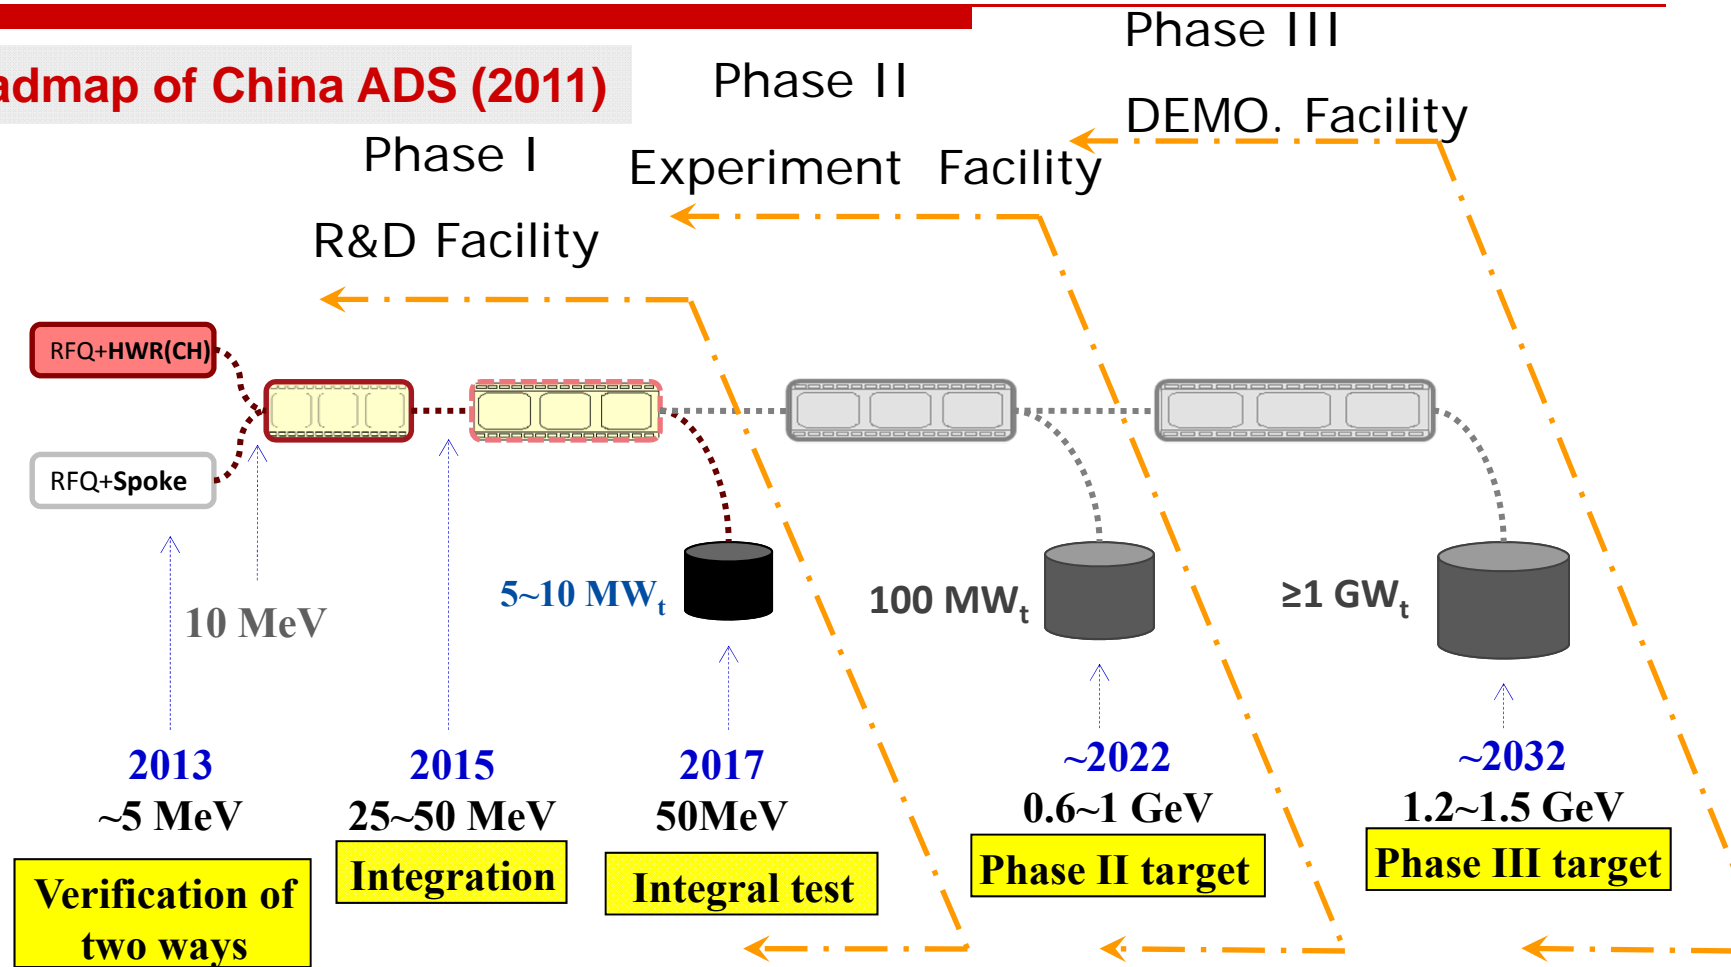 of China ADS (2011)
Phase I
R&D Facility
Phase II
Experiment Facility
Phase III
DEMO. Facility
RFQ+HWR(CH)
RFQ+Spoke
10 MeV
5~10 MWt
100 MWt
≥1 GWt
2013
~5 MeV
Verification of
two ways
2015
25~50 MeV
Integration
2017
50MeV
Integral test
~2022
0.6~1 GeV
Phase II target
~2032
1.2~1.5 GeV
Phase III target